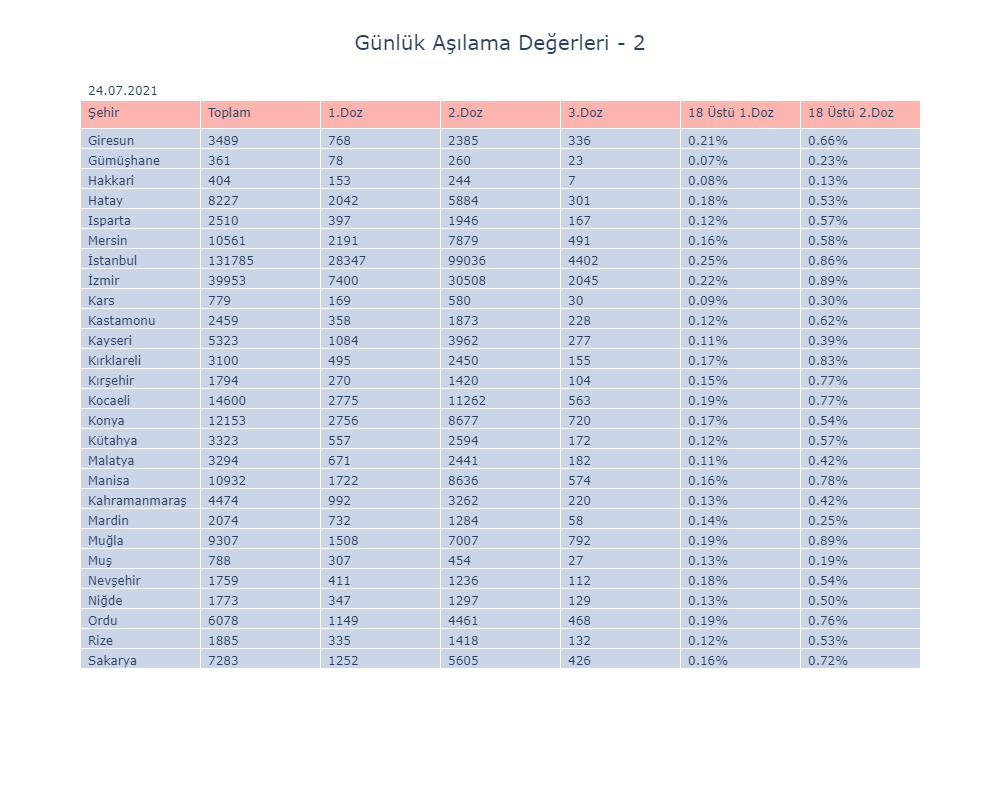 Günlük Aşılama Değerleri - 2
24.07.2021
Şehir Toplam 1.Doz 2.Doz 3.Doz 18 Üstü 1.Doz 18 Üstü 2.Doz
Giresun 3489 768 2385 336 0.21% 0.66%
Gümüşhane 361 78 260 23 0.07% 0.23%
Hakkari 404 153 244 7 0.08% 0.13%
Hatay 8227 2042 5884 301 0.18% 0.53%
Isparta 2510 397 1946 167 0.12% 0.57%
Mersin 10561 2191 7879 491 0.16% 0.58%
İstanbul 131785 28347 99036 4402 0.25% 0.86%
İzmir 39953 7400 30508 2045 0.22% 0.89%
Kars 779 169 580 30 0.09% 0.30%
Kastamonu 2459 358 1873 228 0.12% 0.62%
Kayseri 5323 1084 3962 277 0.11% 0.39%
Kırklareli 3100 495 2450 155 0.17% 0.83%
Kırşehir 1794 270 1420 104 0.15% 0.77%
Kocaeli 14600 2775 11262 563 0.19% 0.77%
Konya 12153 2756 8677 720 0.17% 0.54%
Kütahya 3323 557 2594 172 0.12% 0.57%
Malatya 3294 671 2441 182 0.11% 0.42%
Manisa 10932 1722 8636 574 0.16% 0.78%
Kahramanmaraş 4474 992 3262 220 0.13% 0.42%
Mardin 2074 732 1284 58 0.14% 0.25%
Muğla 9307 1508 7007 792 0.19% 0.89%
Muş 788 307 454 27 0.13% 0.19%
Nevşehir 1759 411 1236 112 0.18% 0.54%
Niğde 1773 347 1297 129 0.13% 0.50%
Ordu 6078 1149 4461 468 0.19% 0.76%
Rize 1885 335 1418 132 0.12% 0.53%
Sakarya 7283 1252 5605 426 0.16% 0.72%